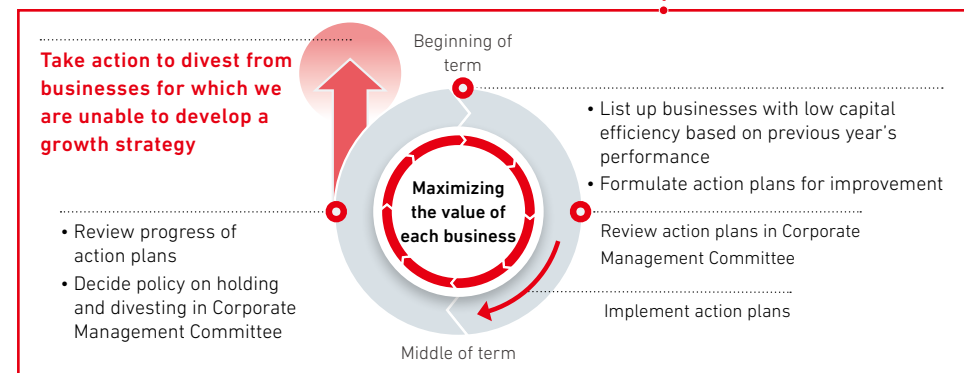 Take action to divest from
businesses for which we
are unable to develop a
growth strategy
Beginning of
term
• List up businesses with low capital
efficiency based on previous year's
performance
• Formulate action plans for improvement
Maximizing
the value of
each business
• Review progress of
action plans
• Decide policy on holding
and divesting in Corporate
Management Committee
Review action plans in Corporate
Management Committee
Implement action plans
Middle of term